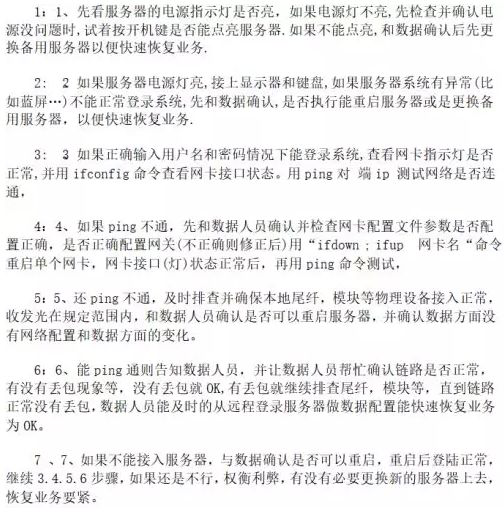 1: 1、先看服务器的电源指示灯是否亮，如果电源灯不亮,先检查并确认电
源没问题时,试着按开机键是否能点亮服务器.如果不能点亮,和数据确认后先更
换备用服务器以便快速恢复业务.
2: 2 如果服务器电源灯亮,接上显示器和键盘,如果服务器系统有异常(比
如蓝屏…)不能正常登录系统,先和数据确认,是否执行能重启服务器或是更换备
用服务器，以便快速恢复业务.
3: 3 如果正确输入用户名和密码情况下能登录系统,查看网卡指示灯是否
正常,并用 ifconfig 命令查看网卡接口状态。用 ping 对 端 ip 测试网络是否连
通，
4: 4、如果 ping 不通，先和数据人员确认并检查网卡配置文件参数是否配
置正确，是否正确配置网关(不正确则修正后)用“ifdown ; ifup 网卡名“命令
重启单个网卡，网卡接口(灯)状态正常后，再用 ping 命令测试，
5: 5、还 ping 不通，及时排查并确保本地尾纤，模块等物理设备接入正常，
收发光在规定范围内，和数据人员确认是否可以重启服务器，并确认数据方面没
有网络配置和数据方面的变化。
6: 6、能 ping 通则告知数据人员，并让数据人员帮忙确认链路是否正常，
有没有丢包现象等，没有丢包就 OK,有丢包就继续排查尾纤，模块等，直到链路
正常没有丢包,数据人员能及时的从远程登录服务器做数据配置能快速恢复业务
为 OK。
7 、7、如果不能接入服务器，与数据确认是否可以重启，重启后登陆正常，
继续 3.4.5.6 步骤,如果还是不行，权衡利弊，有没有必要更换新的服务器上去，
恢复业务要紧。